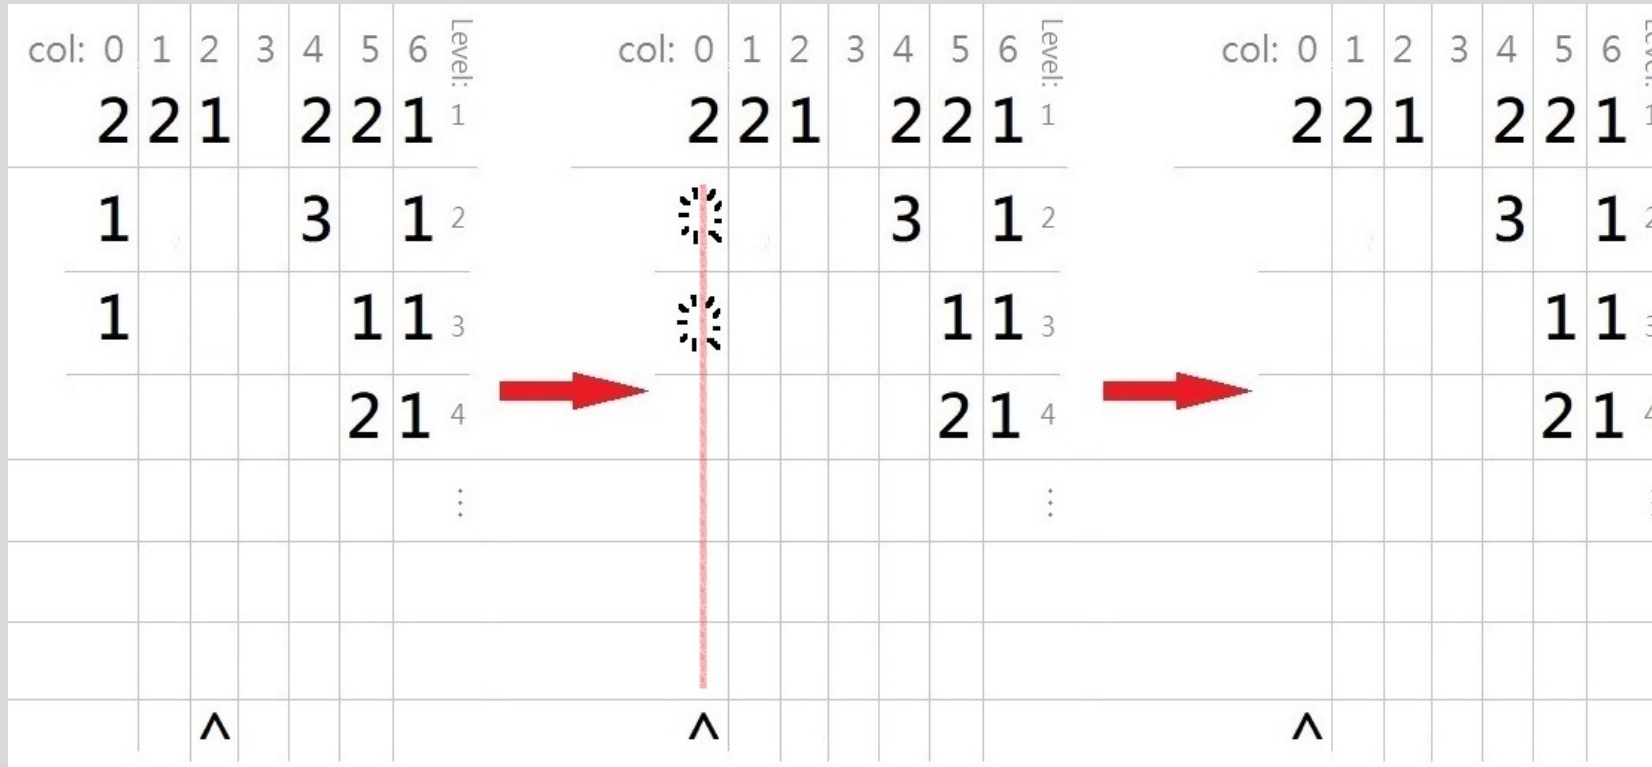 col: 0 1 2 3 4 5 6 Level: col: 0 1 2 3 4 5 6 Level: col: 0 1 2 3 4 5 6
2 2 1 2 2 1 1 2 2 1 2 2 1 1 2 2 1 2 2 1
1 3 1 2 3 1 2 3 1
1 1 1 3 1 1 3 1 1
2 1 4 2 1 4 2 1
⋮ ⋮
^ ^ ^